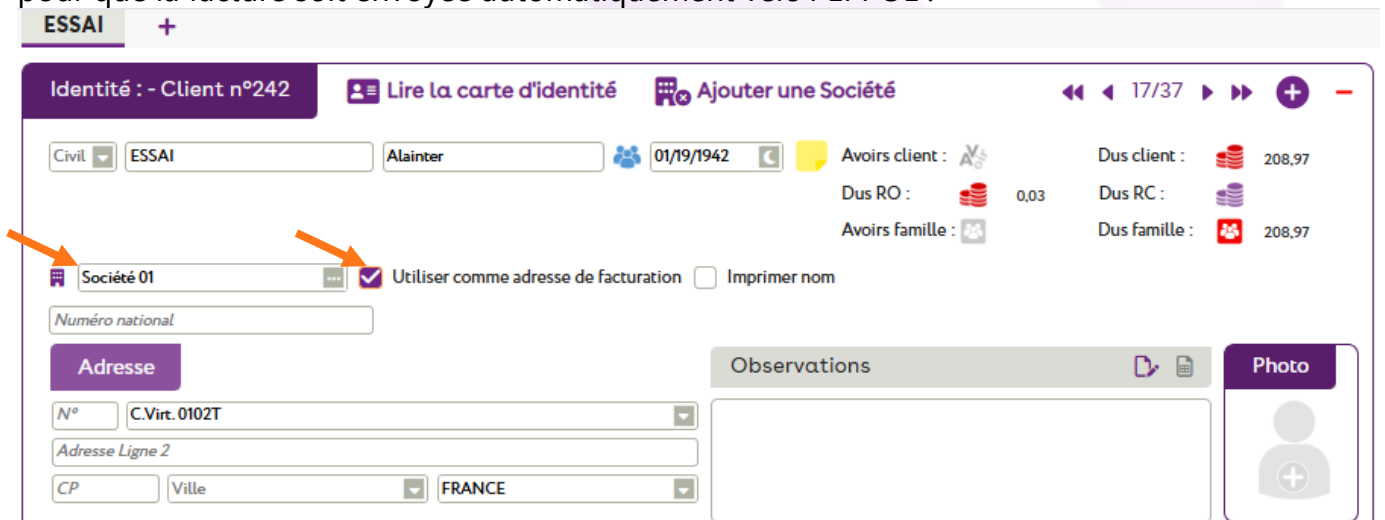 ESSAI +
Identité : - Client n°242 Lire la carte d'identité Ajouter une Société 17/37
Civil ESSAI Alainter 01/19/1942 Avoirs client : Dus client : 208,97
Dus RO : 0,03 Dus RC :
Avoirs famille : Dus famille : 208,97
Société 01 ... Utiliser comme adresse de facturation Imprimer nom
Numéro national
Adresse Observations Photo
N° C.Virt. 0102T
Adresse Ligne 2
CP Ville FRANCE